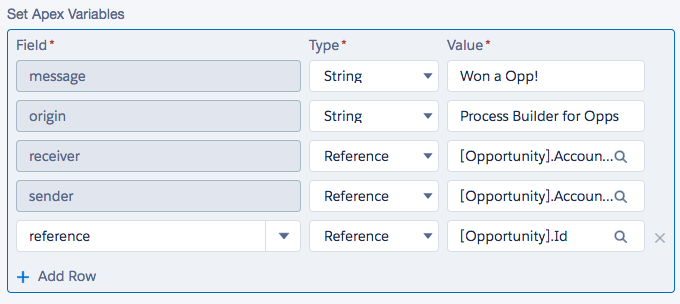 Set Apex Variables
Field* Type* Value*
message String Won a Opp!
origin String Process Builder for Opps
receiver Reference [Opportunity].Accoun...
sender Reference [Opportunity].Accoun...
reference Reference [Opportunity].Id
+ Add Row